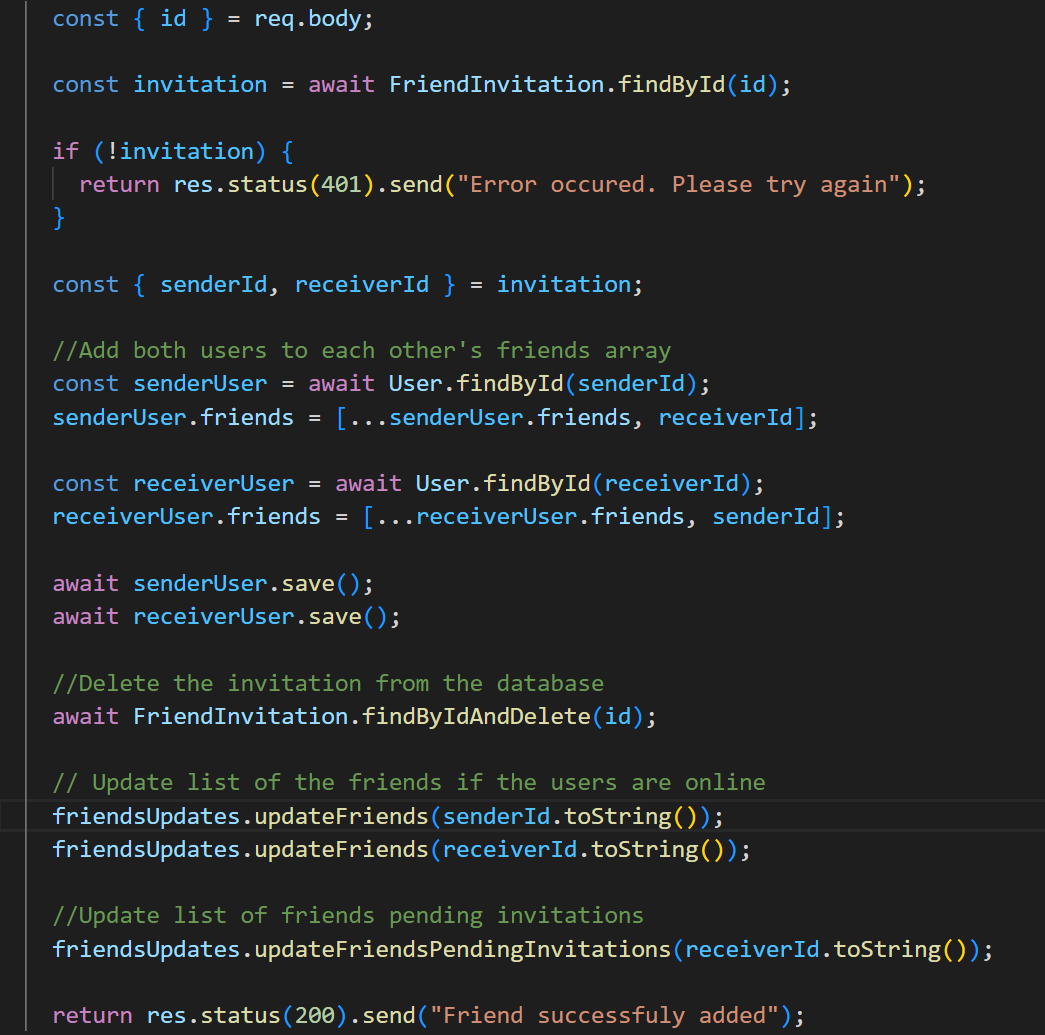 const { id } = req.body;
const invitation = await FriendInvitation.findById(id);
if (!invitation) {
return res.status(401).send("Error occured. Please try again");
}
const { senderId, receiverId } = invitation;
//Add both users to each other's friends array
const senderUser = await User.findById(senderId);
senderUser.friends = [...senderUser.friends, receiverId];
const receiverUser = await User.findById(receiverId);
receiverUser.friends = [...receiverUser.friends, senderId];
await senderUser.save();
await receiverUser.save();
//Delete the invitation from the database
await FriendInvitation.findByIdAndDelete(id);
// Update list of the friends if the users are online
friendsUpdates.updateFriends(senderId.toString());
friendsUpdates.updateFriends(receiverId.toString());
//Update list of friends pending invitations
friendsUpdates.updateFriendsPendingInvitations(receiverId.toString());
return res.status(200).send("Friend successfuly added");